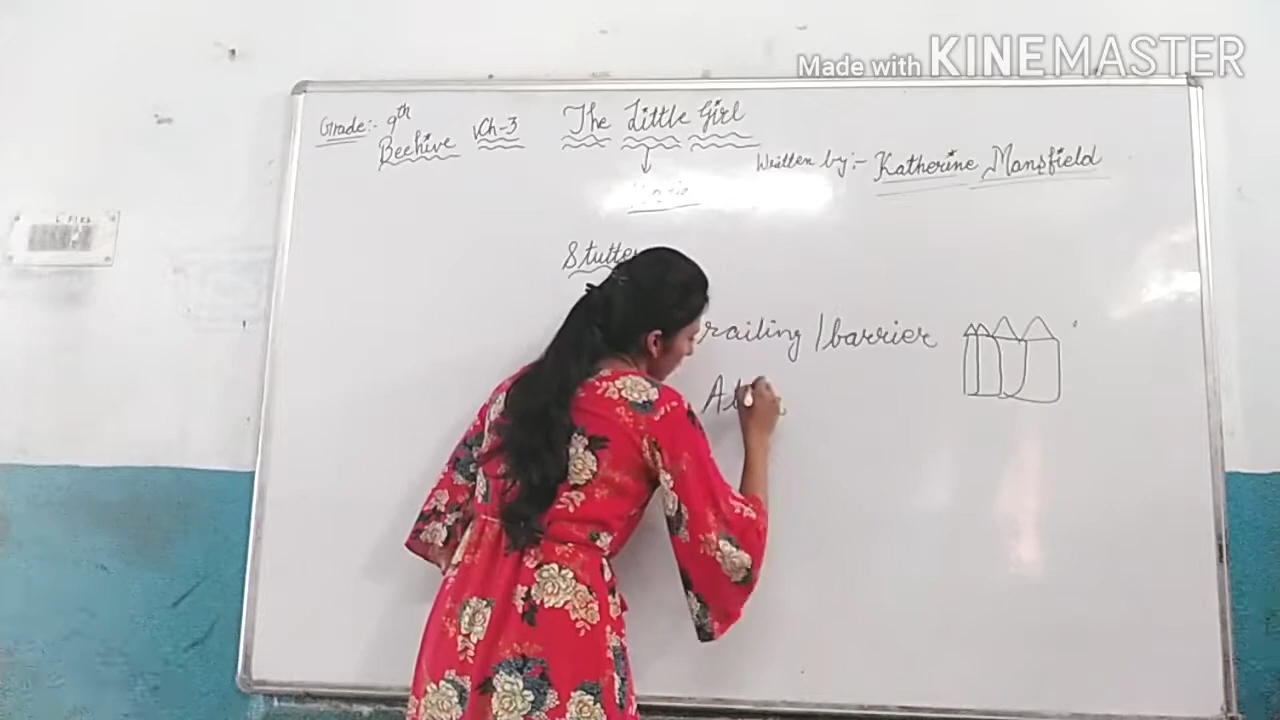 Made with KINEMASTER
Grade:- 9th
Beehive Ch-3 The Little Girl
Written by:- Katherine Mansfield
railing / barrier